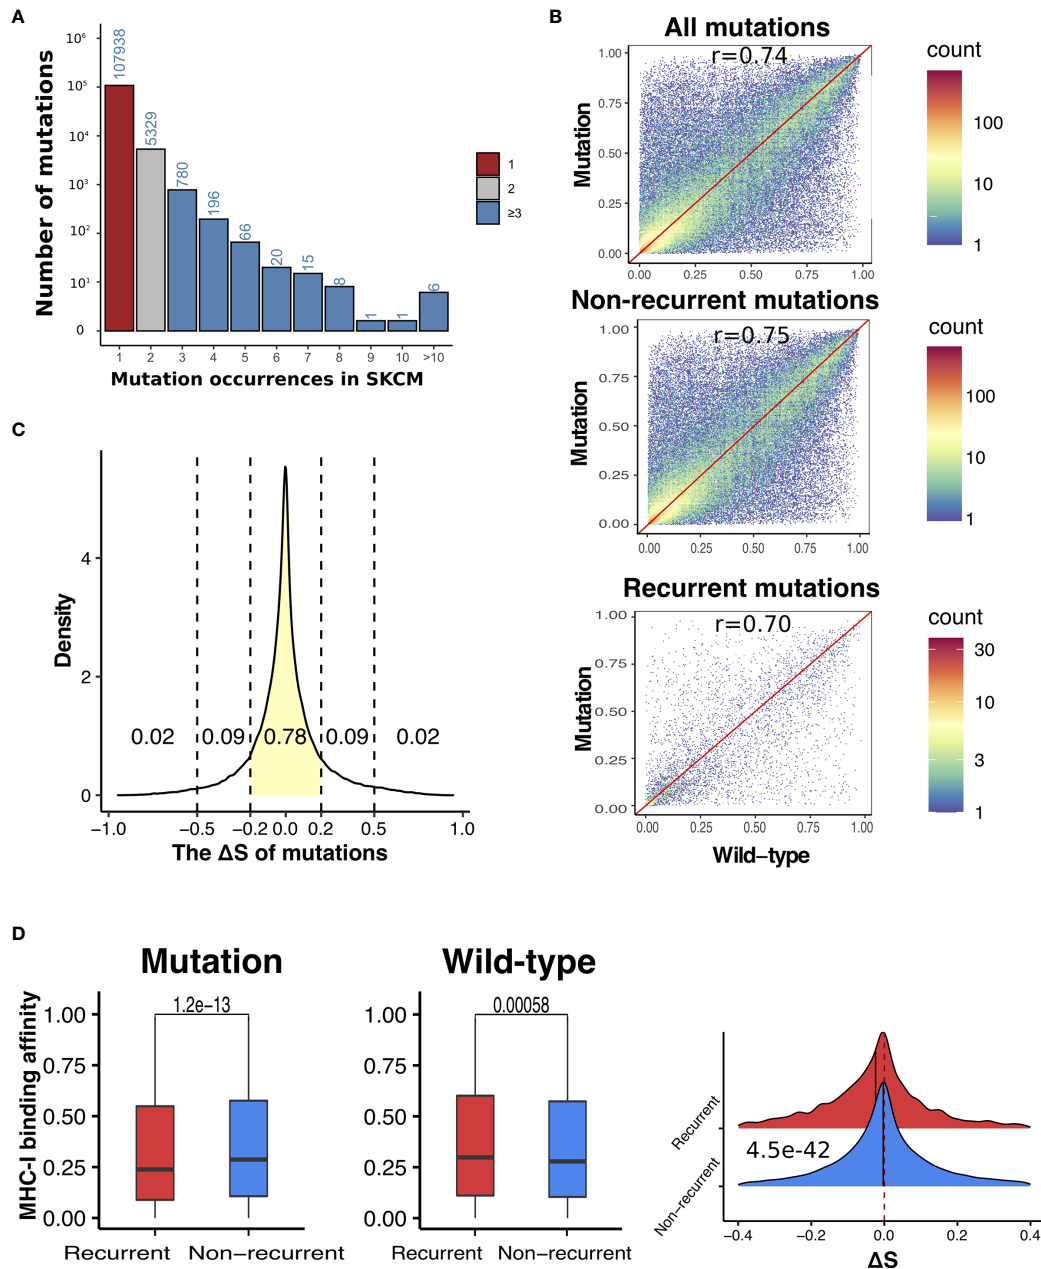 A
Number of mutations
10⁶
10⁵
10⁴
10³
10²
10¹
0
107938
5329
780
196
66
20
15
8
1
1
6
1 2 3 4 5 6 7 8 9 10 >10
Mutation occurrences in SKCM
1
2
≥3
B
All mutations
r=0.74
Mutation
1.00
0.75
0.50
0.25
0.00
0.00 0.25 0.50 0.75 1.00
count
100
10
1
Non-recurrent mutations
r=0.75
Mutation
1.00
0.75
0.50
0.25
0.00
0.00 0.25 0.50 0.75 1.00
count
100
10
1
Recurrent mutations
r=0.70
Mutation
1.00
0.75
0.50
0.25
0.00
0.00 0.25 0.50 0.75 1.00
Wild–type
count
30
10
3
1
C
Density
4
2
0
0.02 0.09 0.78 0.09 0.02
−1.0 −0.5 −0.2 0.0 0.2 0.5 1.0
The ΔS of mutations
D
Mutation
MHC-I binding affinity
1.00
0.75
0.50
0.25
0.00
1.2e−13
Recurrent Non−recurrent
Wild-type
1.00
0.75
0.50
0.25
0.00
0.00058
Recurrent Non−recurrent
Recurrent
Non−recurrent
4.5e-42
−0.4 −0.2 0.0 0.2 0.4
ΔS